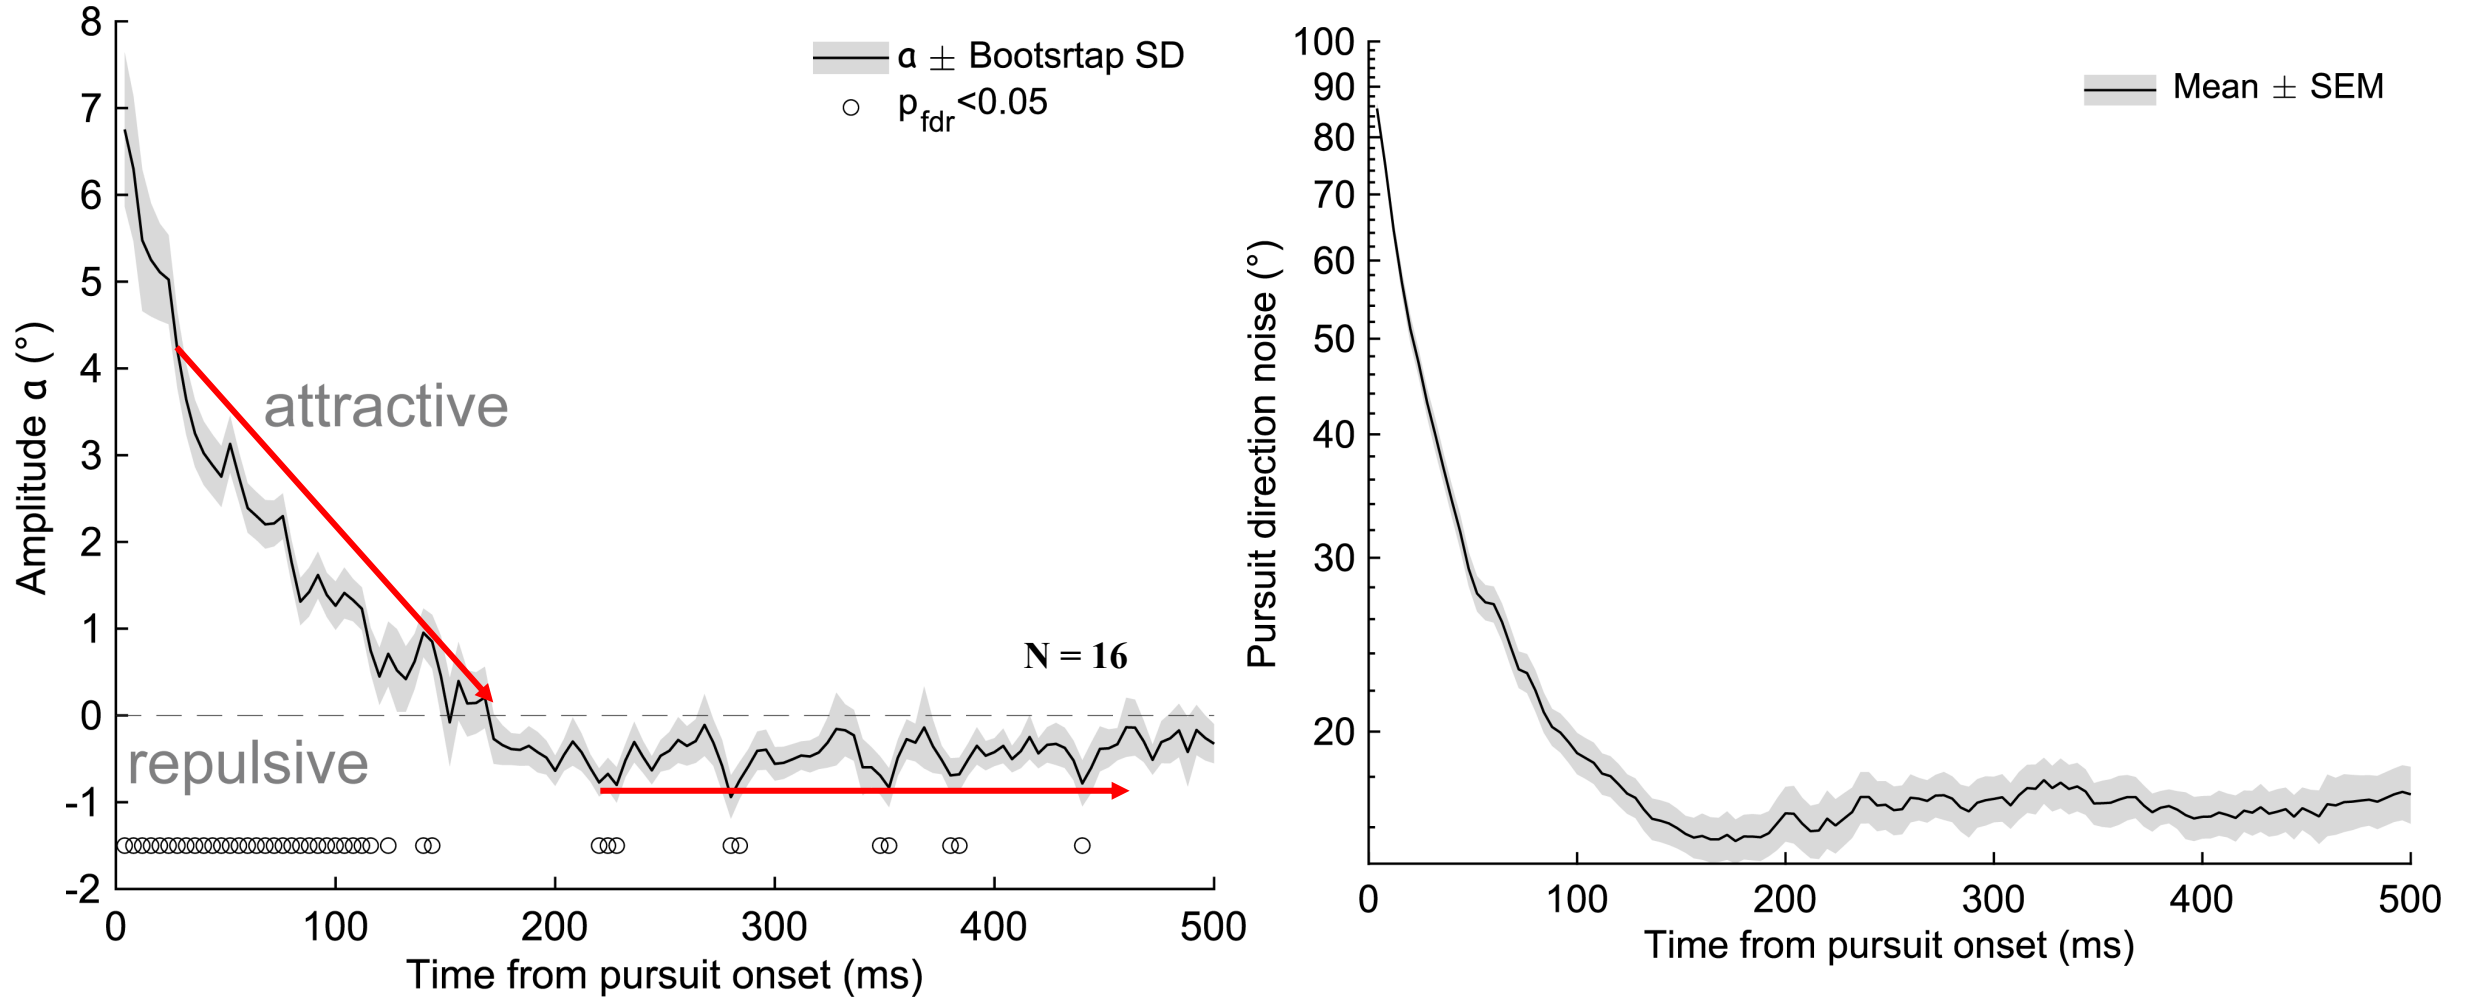 8
7
6
5
4
3
2
1
0
-1
-2
Amplitude a (°)
a ± Bootsrtap SD
pfdr<0.05
attractive
repulsive
N = 16
0 100 200 300 400 500
Time from pursuit onset (ms)
100
90
80
70
60
50
40
30
20
Pursuit direction noise (°)
Mean ± SEM
0 100 200 300 400 500
Time from pursuit onset (ms)